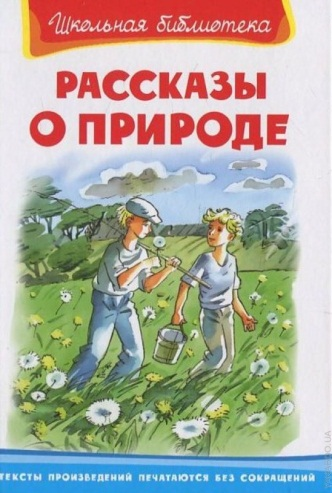 Школьная библиотека
РАССКАЗЫ
О ПРИРОДЕ
ТЕКСТЫ ПРОИЗВЕДЕНИЙ ПЕЧАТАЮТСЯ БЕЗ СОКРАЩЕНИЙ